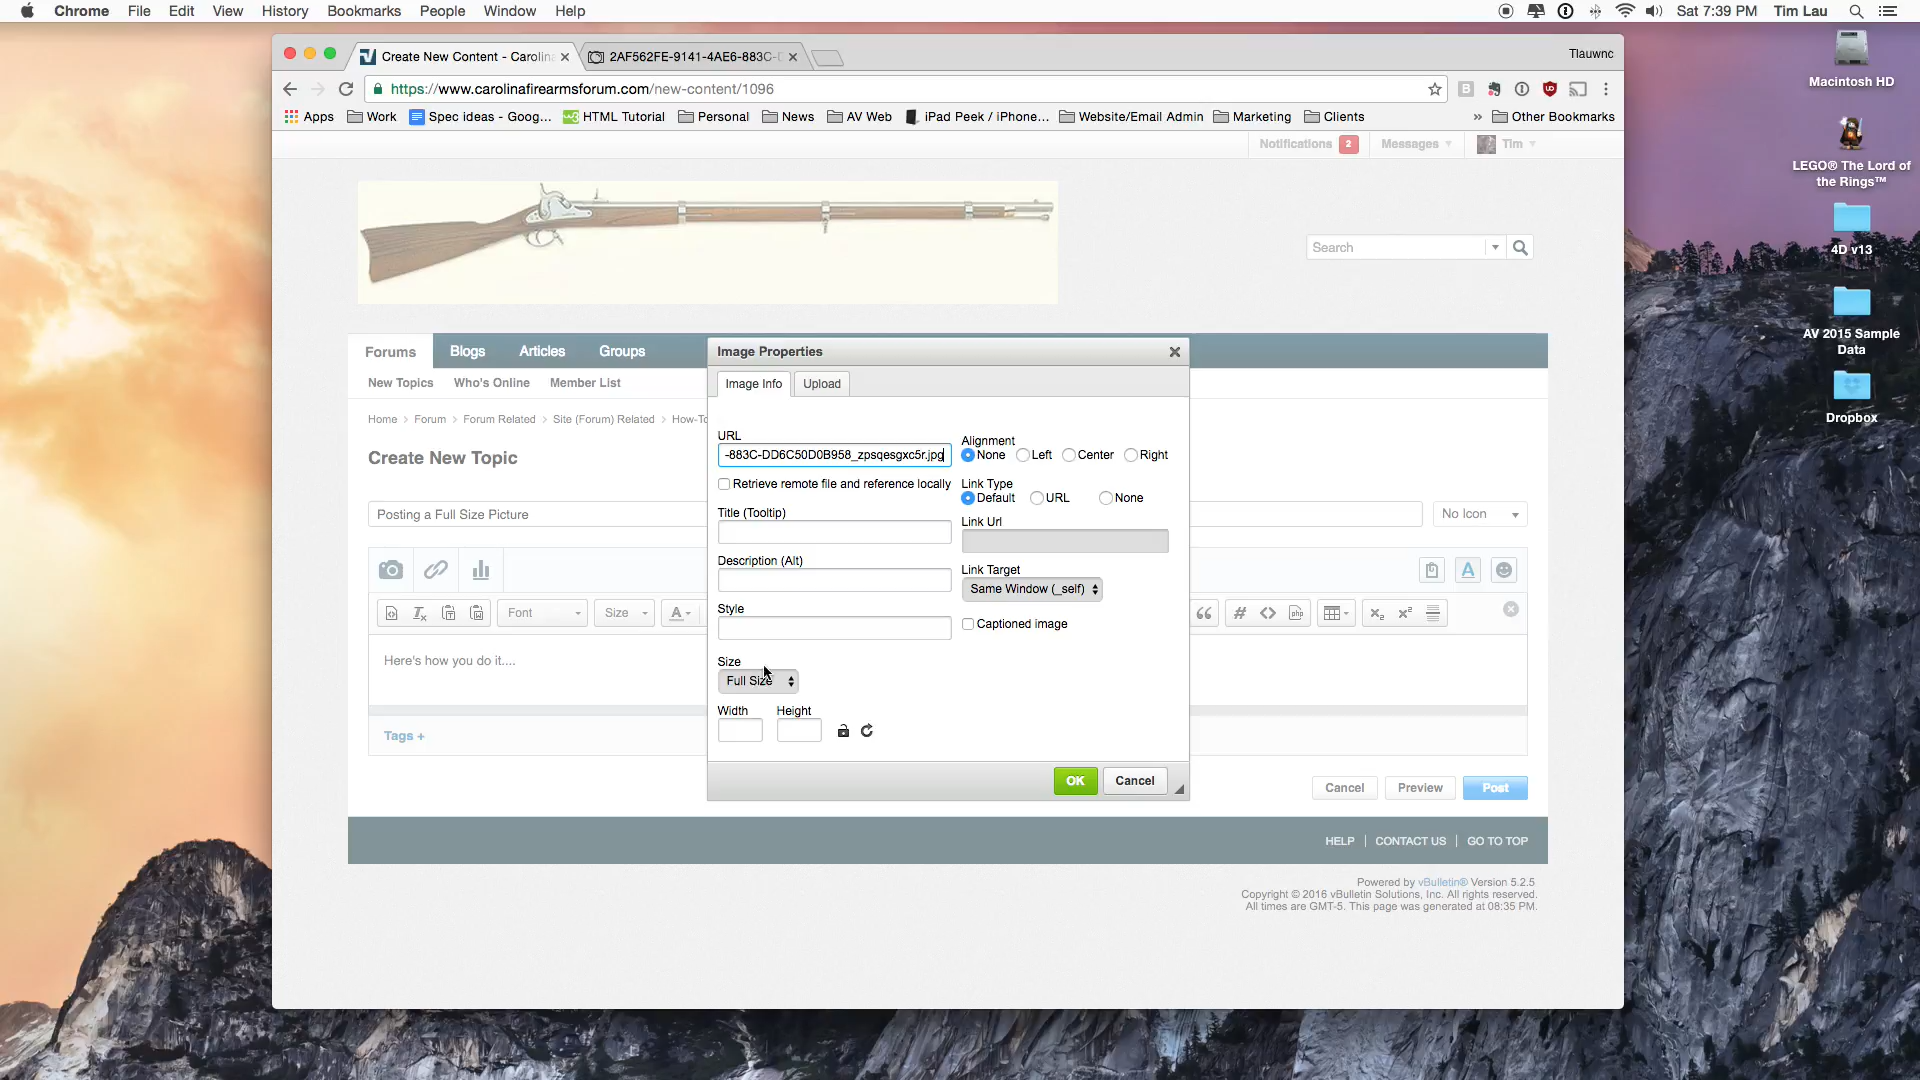 Chrome File Edit View History Bookmarks People Window Help
Sat 7:39 PM Tim Lau
Create New Content - Carolina
2AF562FE-9141-4AE6-883C-D
Tlauwnc
https://www.carolinafirearmsforum.com/new-content/1096
Apps Work Spec ideas - Goog... HTML Tutorial Personal News AV Web iPad Peek / iPhone... Website/Email Admin Marketing Clients » Other Bookmarks
Notifications 2 Messages Tim
Search
Forums Blogs Articles Groups
New Topics Who's Online Member List
Home > Forum > Forum Related > Site (Forum) Related > How-To
Create New Topic
Posting a Full Size Picture
No Icon
Font Size A
Here's how you do it....
Tags +
Cancel Preview Post
Image Properties
Image Info Upload
URL
-883C-DD6C50D0B958_zpsqesgxc5r.jpg
Retrieve remote file and reference locally
Title (Tooltip)
Description (Alt)
Style
Size
Full Size
Width Height
Alignment
None Left Center Right
Link Type
Default URL None
Link Url
Link Target
Same Window (_self)
Captioned image
OK Cancel
HELP | CONTACT US | GO TO TOP
Powered by vBulletin® Version 5.2.5
Copyright © 2016 vBulletin Solutions, Inc. All rights reserved.
All times are GMT-5. This page was generated at 08:35 PM.
Macintosh HD
LEGO® The Lord of
the Rings™
4D v13
AV 2015 Sample
Data
Dropbox